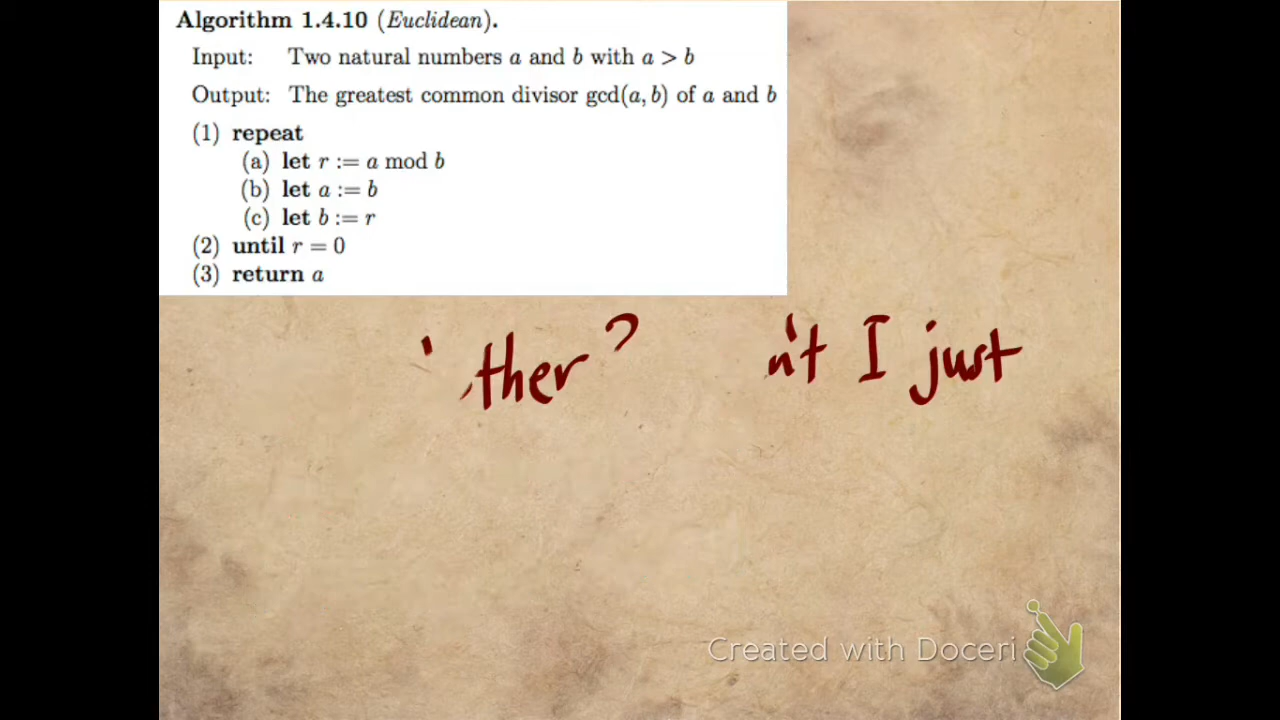 Algorithm 1.4.10 (Euclidean).
Input: Two natural numbers a and b with a > b
Output: The greatest common divisor gcd(a, b) of a and b
(1) repeat
(a) let r := a mod b
(b) let a := b
(c) let b := r
(2) until r = 0
(3) return a
ther? n't I just
Created with Doceri